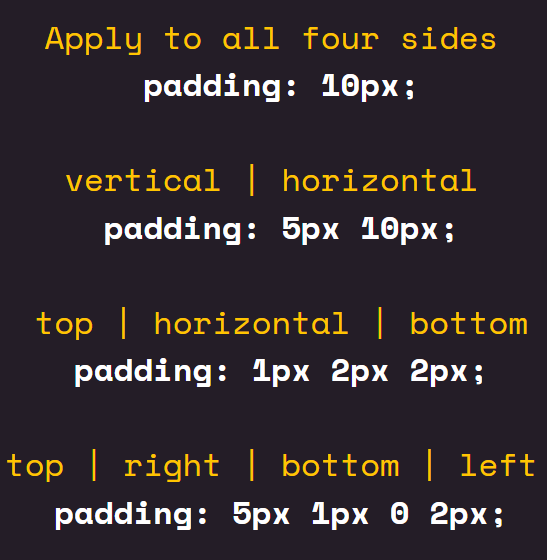 Apply to all four sides
padding: 10px;
vertical | horizontal
padding: 5px 10px;
top | horizontal | bottom
padding: 1px 2px 2px;
top | right | bottom | left
padding: 5px 1px 0 2px;